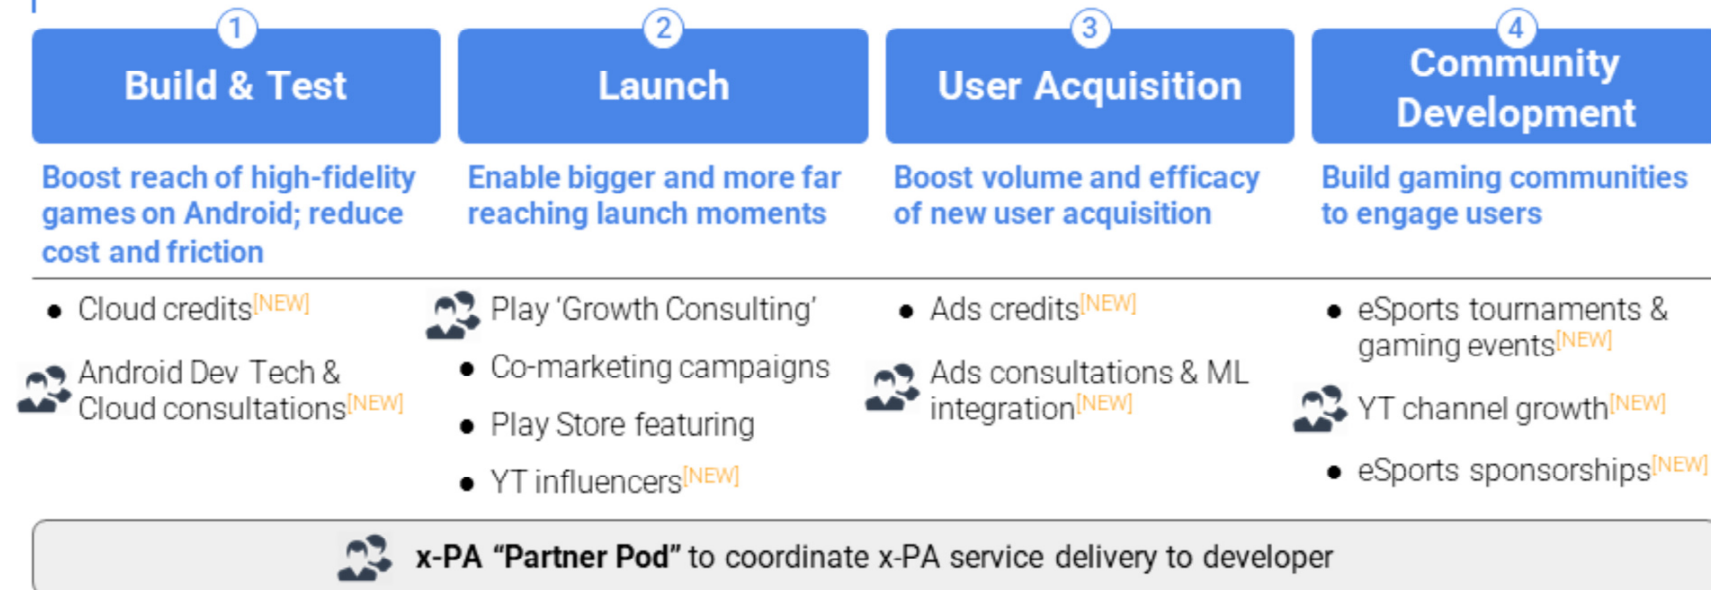 1
Build & Test
Boost reach of high-fidelity
games on Android; reduce
cost and friction
● Cloud credits[NEW]
Android Dev Tech &
Cloud consultations[NEW]
2
Launch
Enable bigger and more far
reaching launch moments
Play ‘Growth Consulting’
● Co-marketing campaigns
● Play Store featuring
● YT influencers[NEW]
3
User Acquisition
Boost volume and efficacy
of new user acquisition
● Ads credits[NEW]
Ads consultations & ML
integration[NEW]
4
Community
Development
Build gaming communities
to engage users
● eSports tournaments &
gaming events[NEW]
YT channel growth[NEW]
● eSports sponsorships[NEW]
x-PA “Partner Pod” to coordinate x-PA service delivery to developer